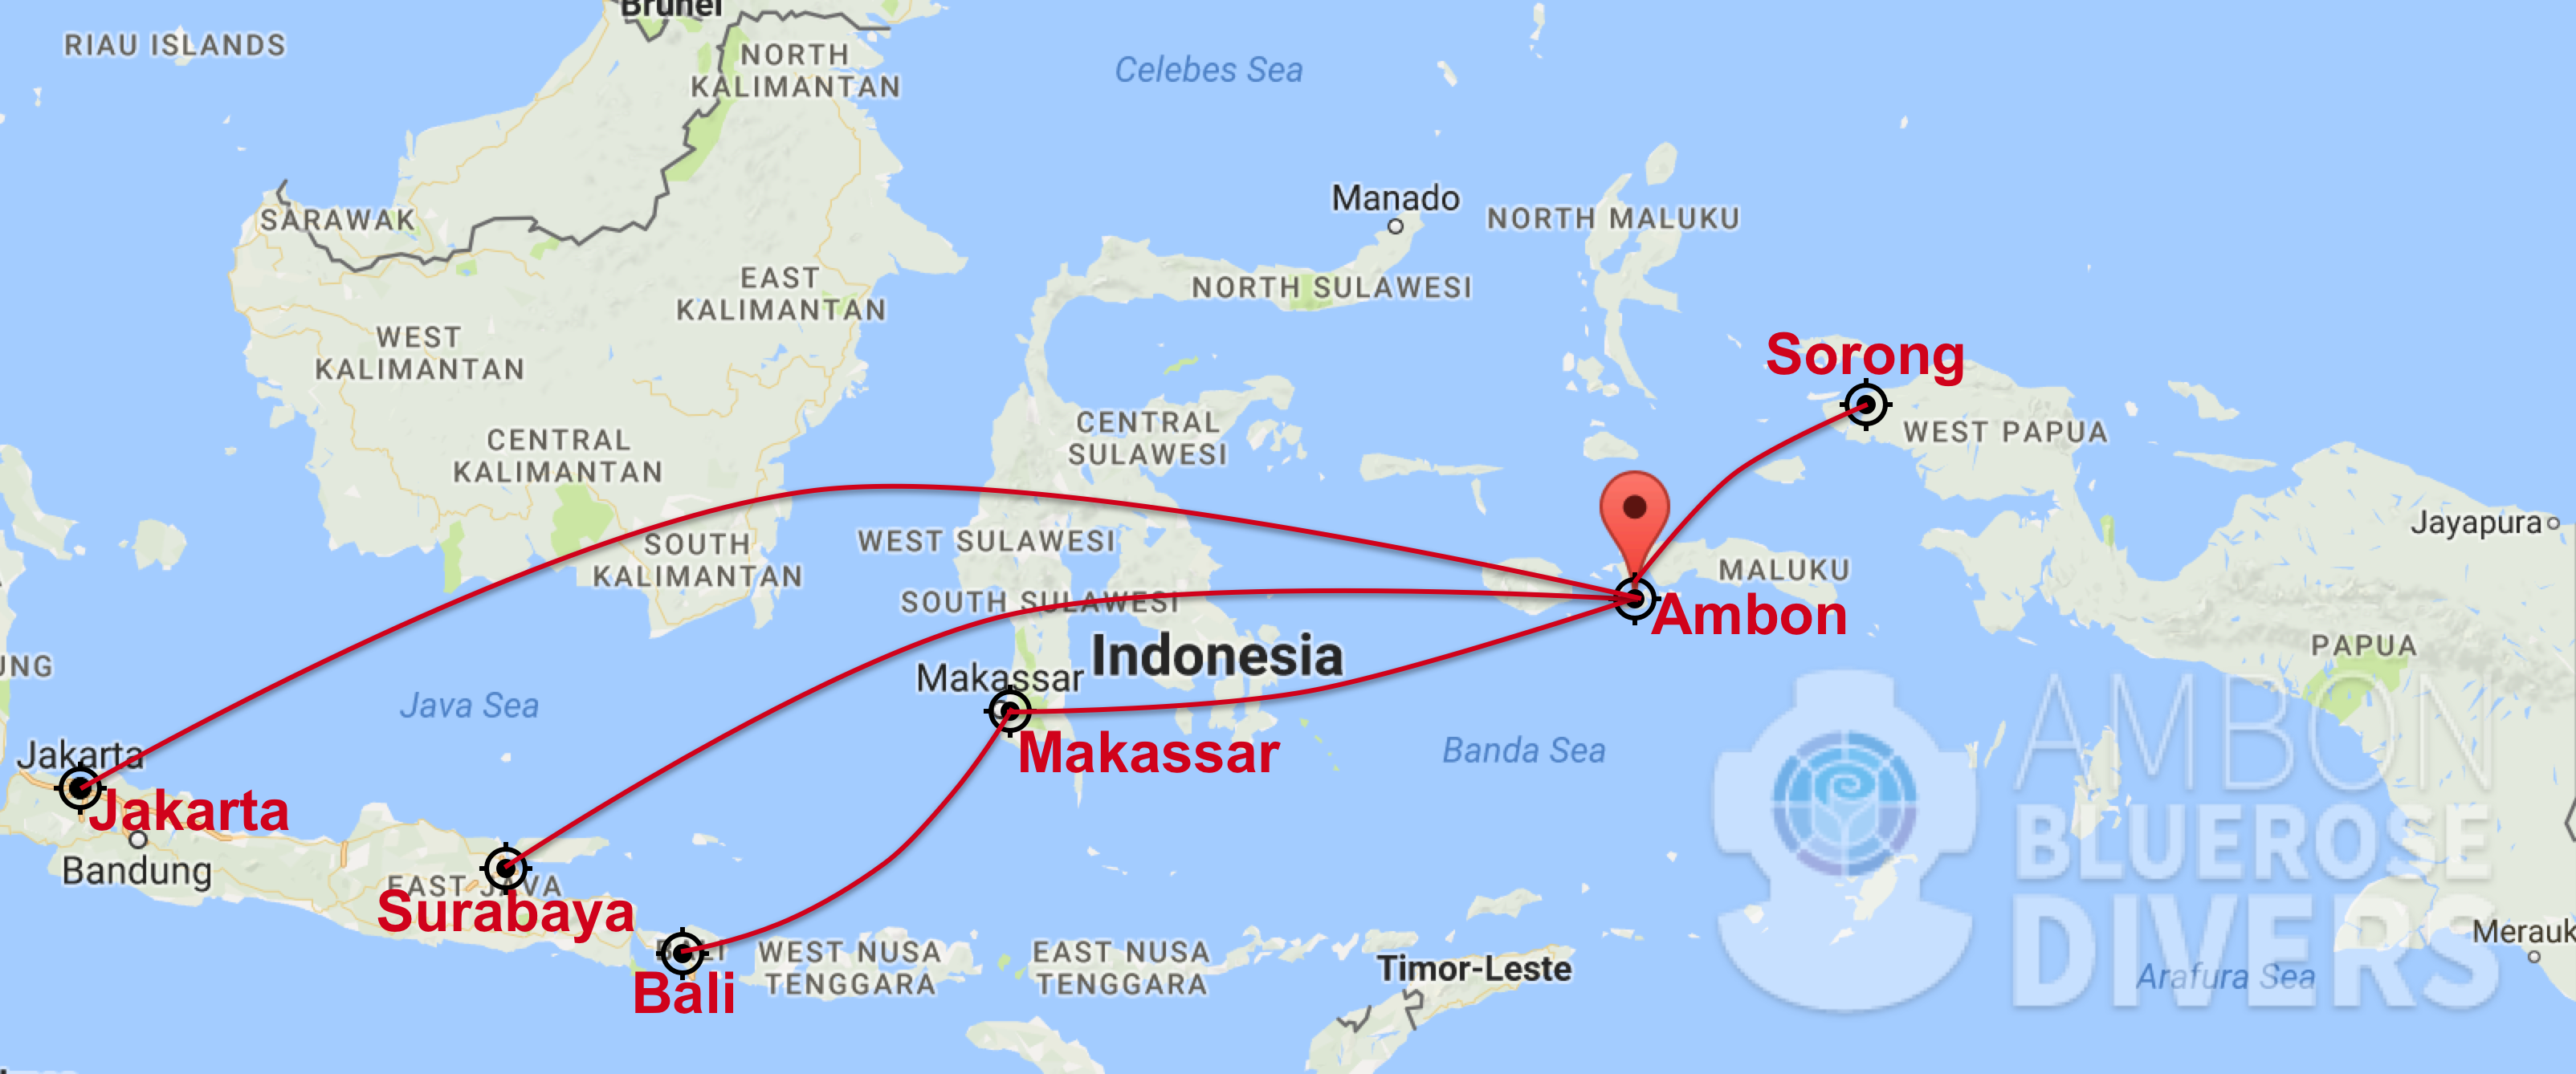 Brunei
RIAU ISLANDS
NORTH
KALIMANTAN
Celebes Sea
SARAWAK
Manado
NORTH MALUKU
EAST
KALIMANTAN
NORTH SULAWESI
WEST
KALIMANTAN
Sorong
CENTRAL
KALIMANTAN
CENTRAL
SULAWESI
WEST PAPUA
Jayapura
SOUTH
KALIMANTAN
WEST SULAWESI
MALUKU
SOUTH SULAWESI
Ambon
Indonesia
PAPUA
UNG
Makassar
Java Sea
Makassar
Banda Sea
Jakarta
Jakarta
Bandung
EAST JAVA
Surabaya
BALI
Bali
WEST NUSA
TENGGARA
EAST NUSA
TENGGARA
Timor-Leste
Merauk
Arafura Sea
AMBON
BLUEROSE
DIVERS